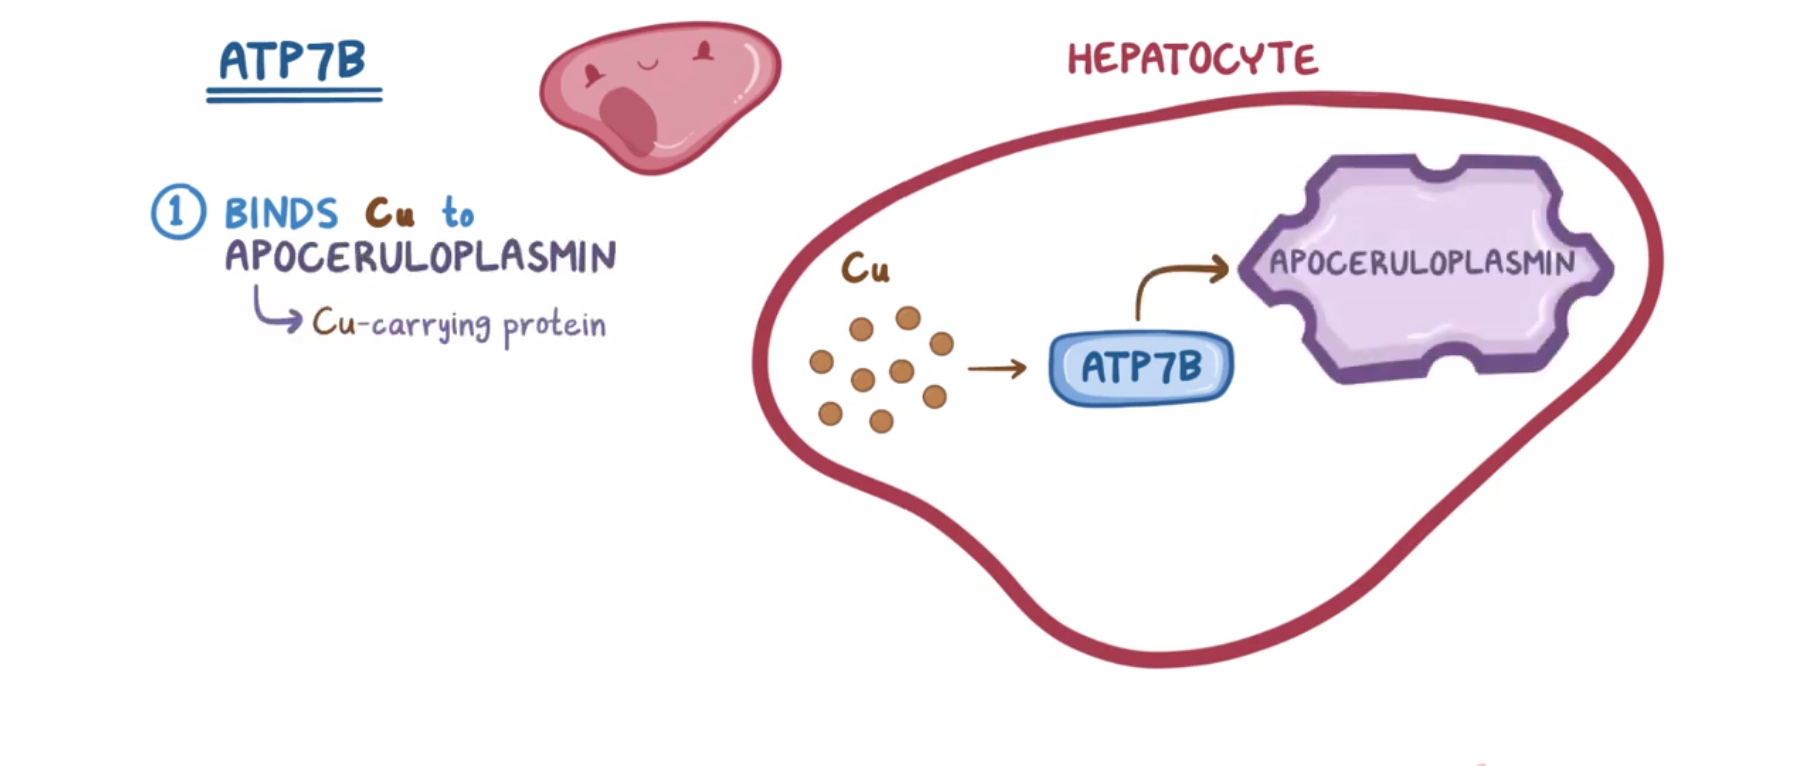 ATP7B
HEPATOCYTE
1 BINDS Cu to
APOCERULOPLASMIN
Cu-carrying protein
Cu
APOCERULOPLASMIN
ATP7B